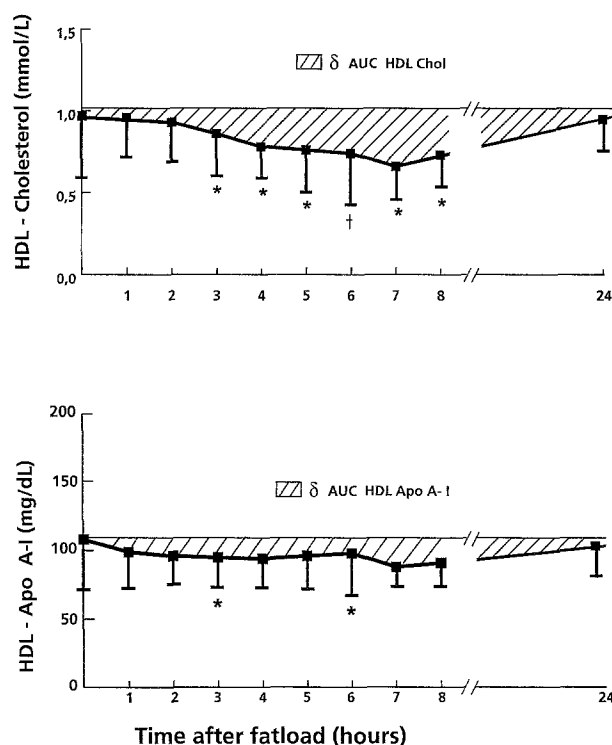 1,5
δ AUC HDL Chol
1,0
0,5
0,0
HDL - Cholesterol (mmol/L)
* * * † * *
1 2 3 4 5 6 7 8 24
200
150
δ AUC HDL Apo A-I
100
50
0
HDL - Apo A-I (mg/dL)
* *
1 2 3 4 5 6 7 8 24
Time after fatload (hours)